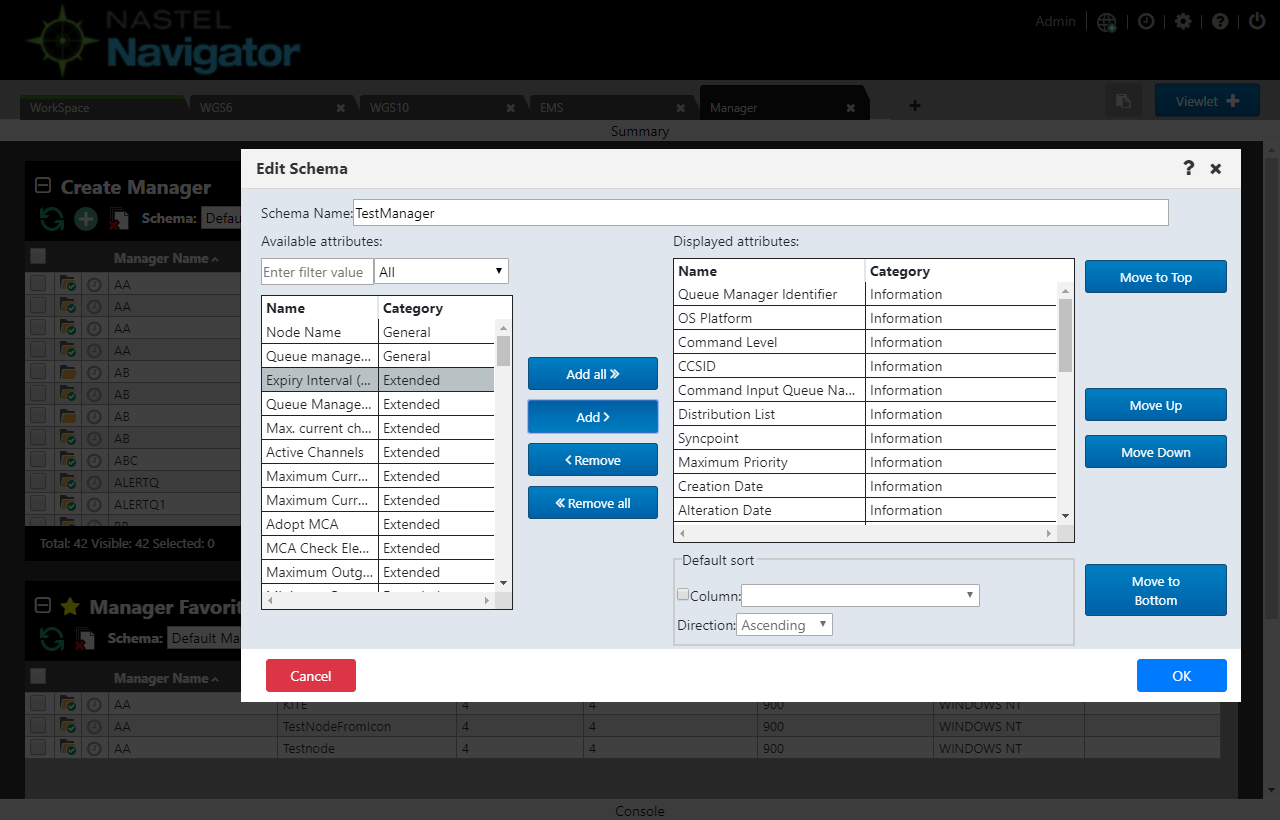 NASTEL
Navigator
Admin
WorkSpace
WGS6
WGS10
EMS
Manager
Viewlet
Summary
Create Manager
Schema: Defau
Manager Name
AA
AA
AA
AA
AB
AB
AB
AB
ABC
ALERTQ
ALERTQ1
Total: 42 Visible: 42 Selected: 0
Edit Schema
Schema Name: TestManager
Available attributes:
Enter filter value All
Name Category
Node Name General
Queue manage... General
Expiry Interval (... Extended
Queue Manage... Extended
Max. current ch... Extended
Active Channels Extended
Maximum Curr... Extended
Maximum Curr... Extended
Adopt MCA Extended
MCA Check Ele... Extended
Maximum Outg... Extended
Add all
Add
Remove
Remove all
Displayed attributes:
Name Category
Queue Manager Identifier Information
OS Platform Information
Command Level Information
CCSID Information
Command Input Queue Na... Information
Distribution List Information
Syncpoint Information
Maximum Priority Information
Creation Date Information
Alteration Date Information
Default sort
Column:
Direction: Ascending
Move to Top
Move Up
Move Down
Move to
Bottom
Cancel
OK
Manager Favorit
Schema: Default Ma
Manager Name
AA KITE 4 4 900 WINDOWS NT
AA TestNodeFromIcon 4 4 900 WINDOWS NT
AA Testnode 4 4 900 WINDOWS NT
Console